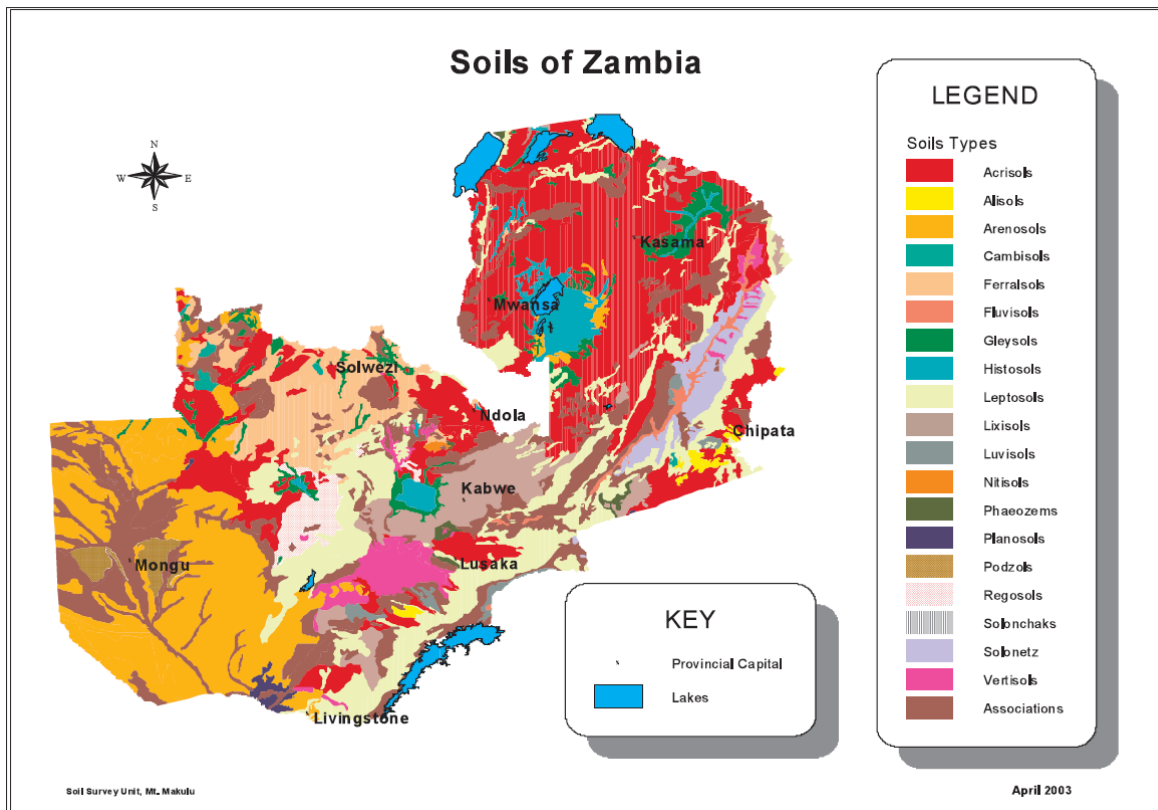 Soils of Zambia
N
W E
S
Kasama
Mwansa
Solwezi
Ndola
Chipata
Kabwe
Mongu
Lusaka
Livingstone
LEGEND
Soils Types
Acrisols
Alisols
Arenosols
Cambisols
Ferralsols
Fluvisols
Gleysols
Histosols
Leptosols
Lixisols
Luvisols
Nitisols
Phaeozems
Planosols
Podzols
Regosols
Solonchaks
Solonetz
Vertisols
Associations
KEY
Provincial Capital
Lakes
Soil Survey Unit, Mt. Makulu
April 2003